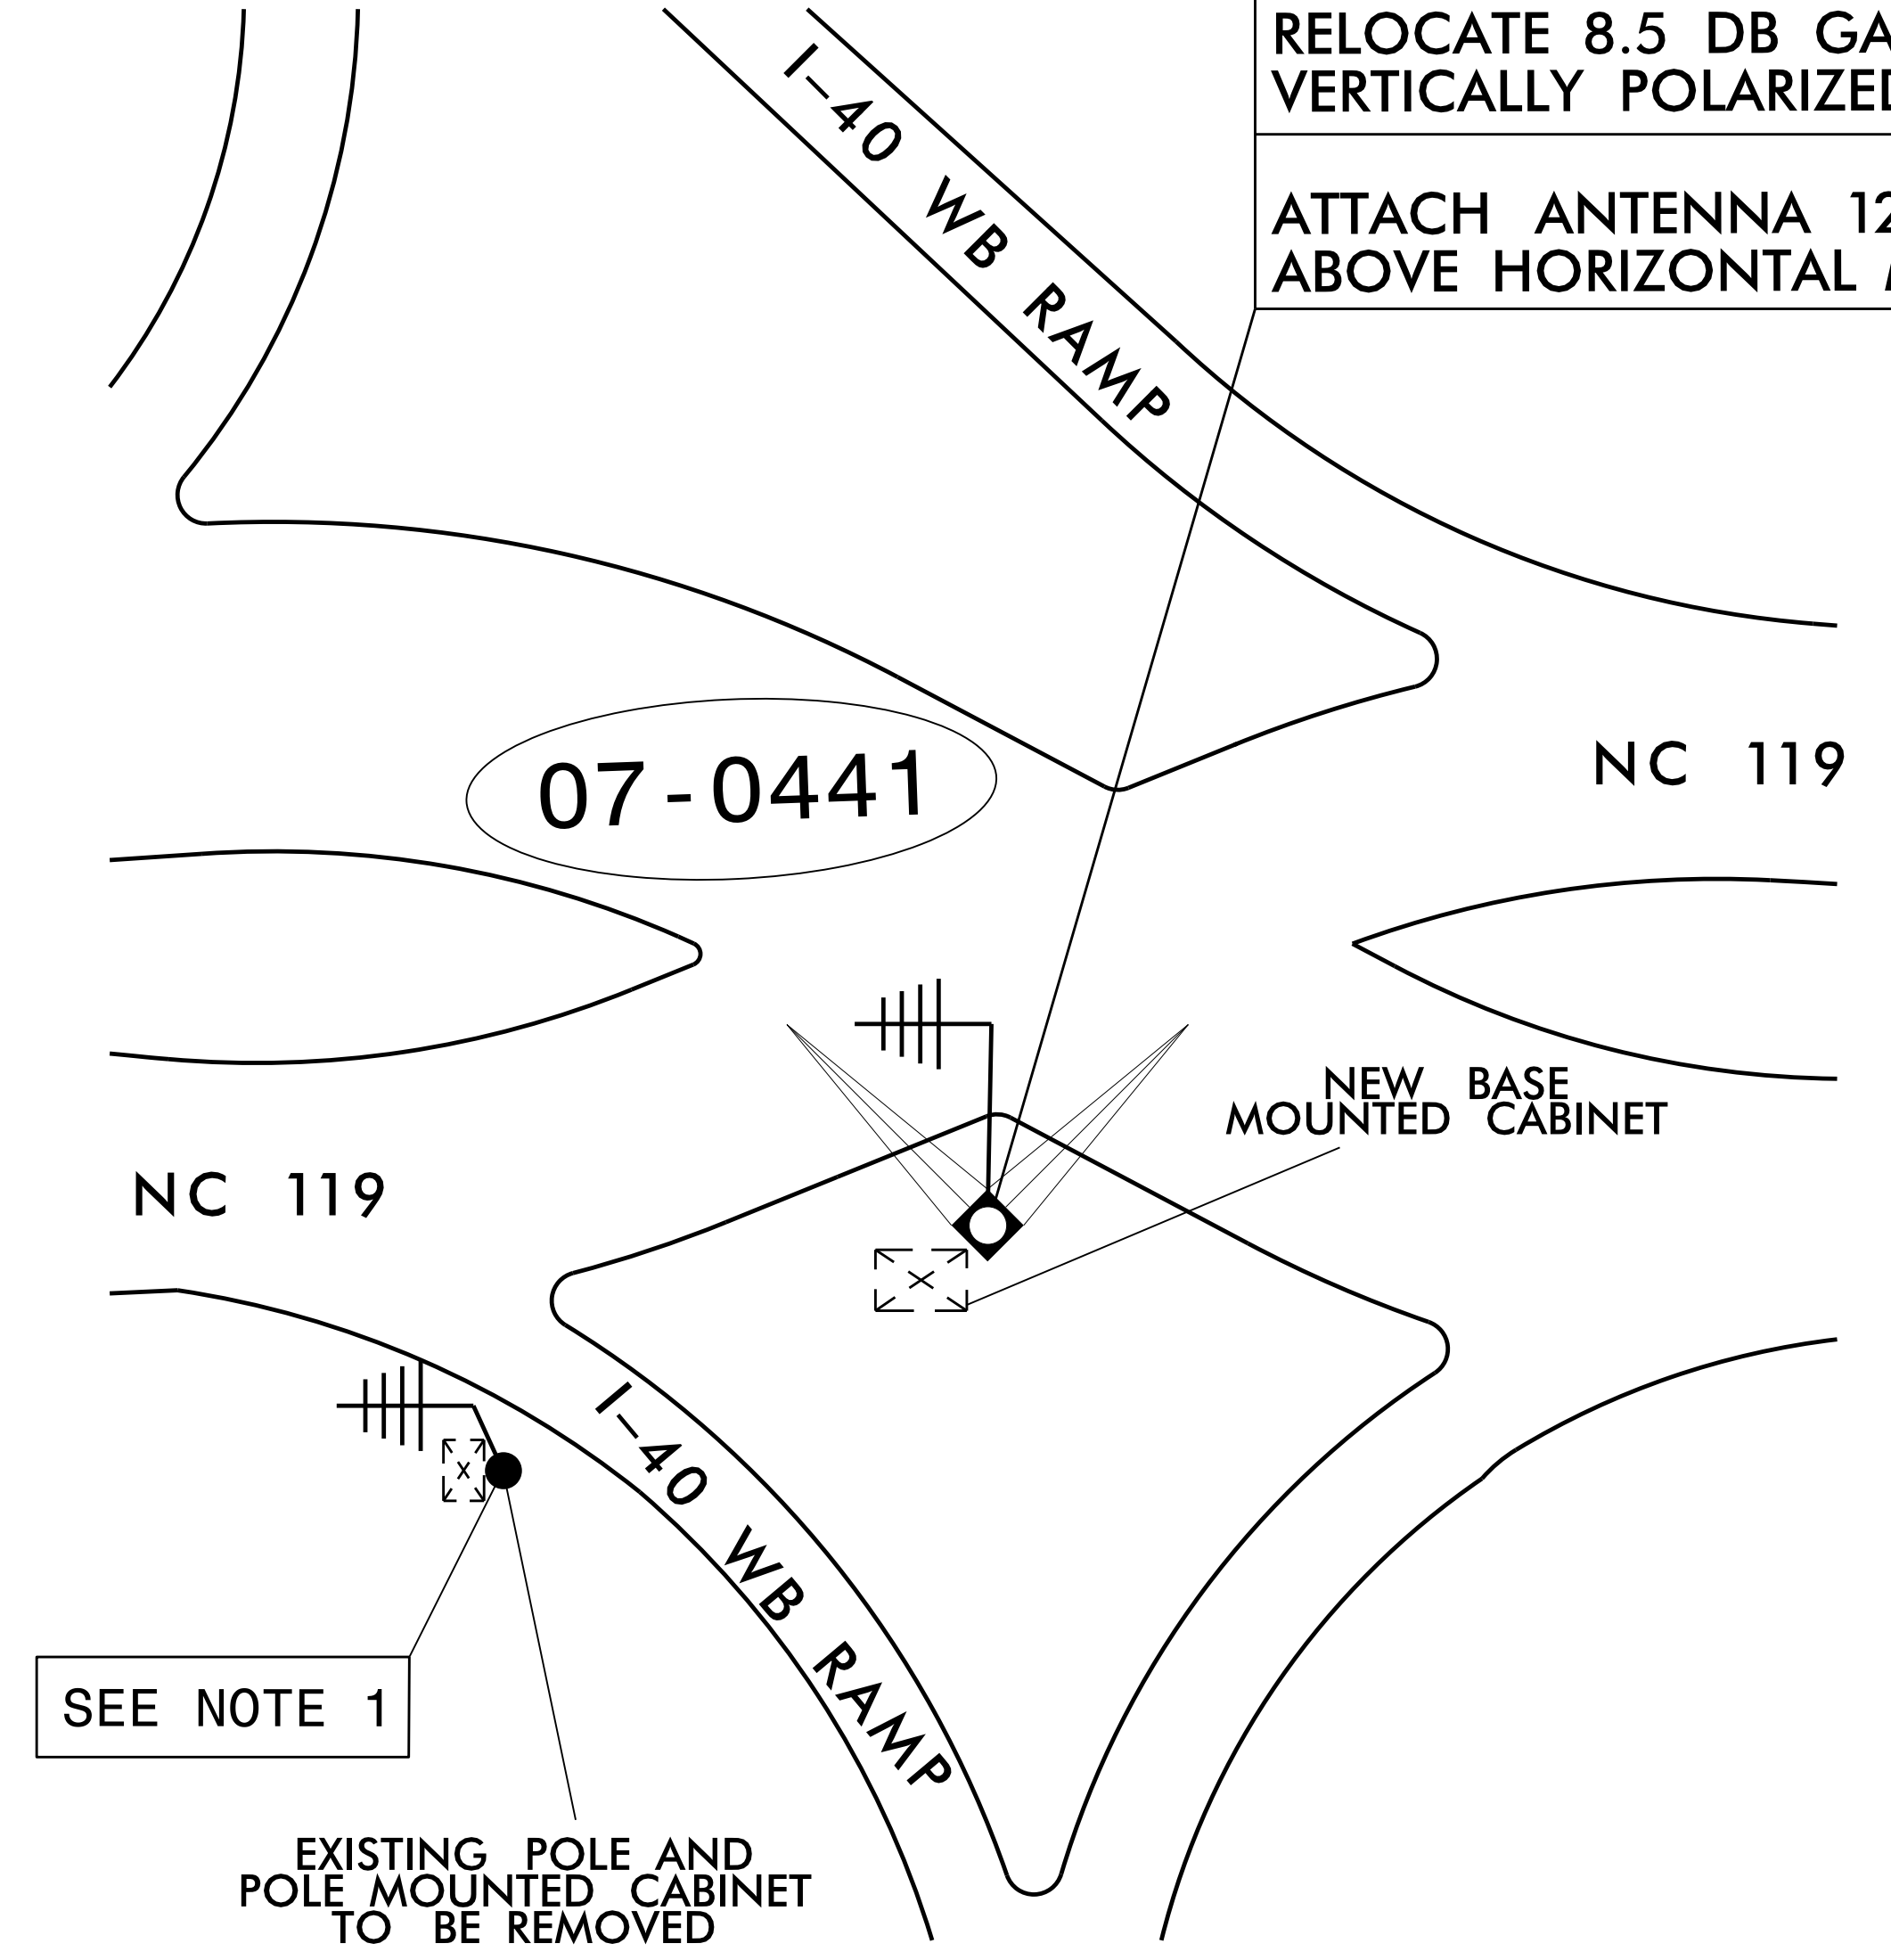 RELOCATE 8.5 DB
VERTICALLY
ATTACH ANTENNA
ABOVE HORIZONTAL
I-40 WB RAMP
07-0441
NC 119
NEW BASE
MOUNTED CABINET
NC 119
I-40 WB RAMP
SEE NOTE 1
EXISTING POLE AND
POLE MOUNTED CABINET
TO BE REMOVED